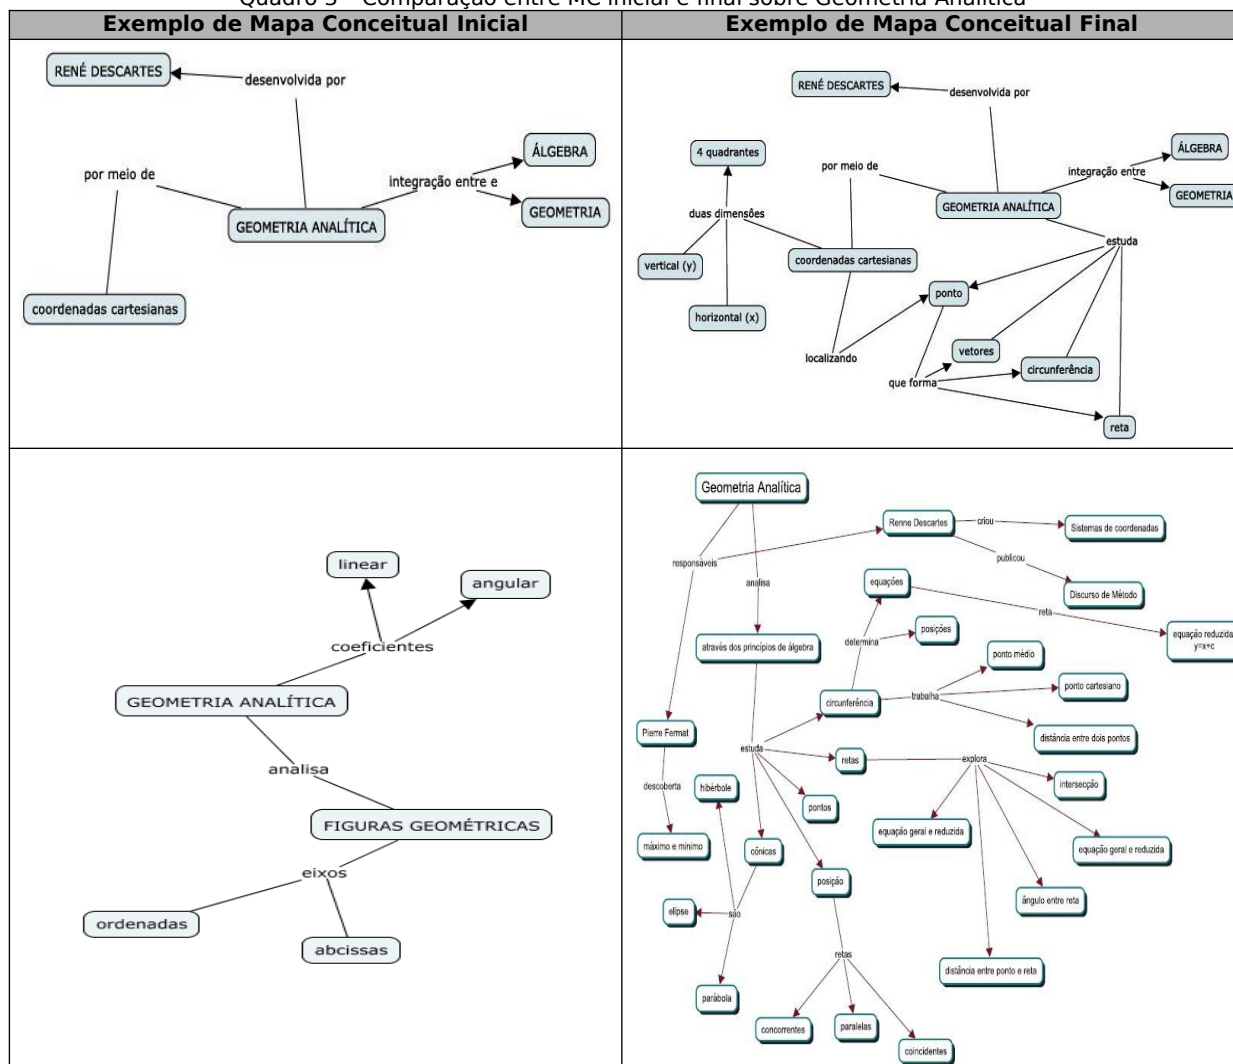 Quadro 3 - Comparação entre MC inicial e final sobre Geometria Analítica
Exemplo de Mapa Conceitual Inicial
Exemplo de Mapa Conceitual Final
RENÉ DESCARTES
desenvolvida por
ÁLGEBRA
por meio de
integração entre e
GEOMETRIA
GEOMETRIA ANALÍTICA
coordenadas cartesianas
RENÉ DESCARTES
desenvolvida por
4 quadrantes
ÁLGEBRA
por meio de
integração entre
GEOMETRIA
GEOMETRIA ANALÍTICA
duas dimensões
estuda
vertical (y)
coordenadas cartesianas
ponto
horizontal (x)
localizando
vetores
circunferência
que forma
reta
linear
angular
coeficientes
GEOMETRIA ANALÍTICA
analisa
FIGURAS GEOMÉTRICAS
eixos
ordenadas
abcissas
Geometria Analítica
Renne Descartes
criou
Sistemas de coordenadas
responsáveis
publicou
analisa
equações
Discurso de Método
reta
posições
equação reduzida
y=x+c
através dos principios de álgebra
determina
ponto médio
ponto cartesiano
circunferência
trabalha
Pierre Fermat
distância entre dois pontos
estuda
retas
explora
descoberta
hibérbole
intersecção
pontos
equação geral e reduzida
máximo e mínimo
cônicas
equação geral e reduzida
posição
ângulo entre reta
elipse
são
retas
distância entre ponto e reta
parábola
concorrentes
paralelas
coincidentes